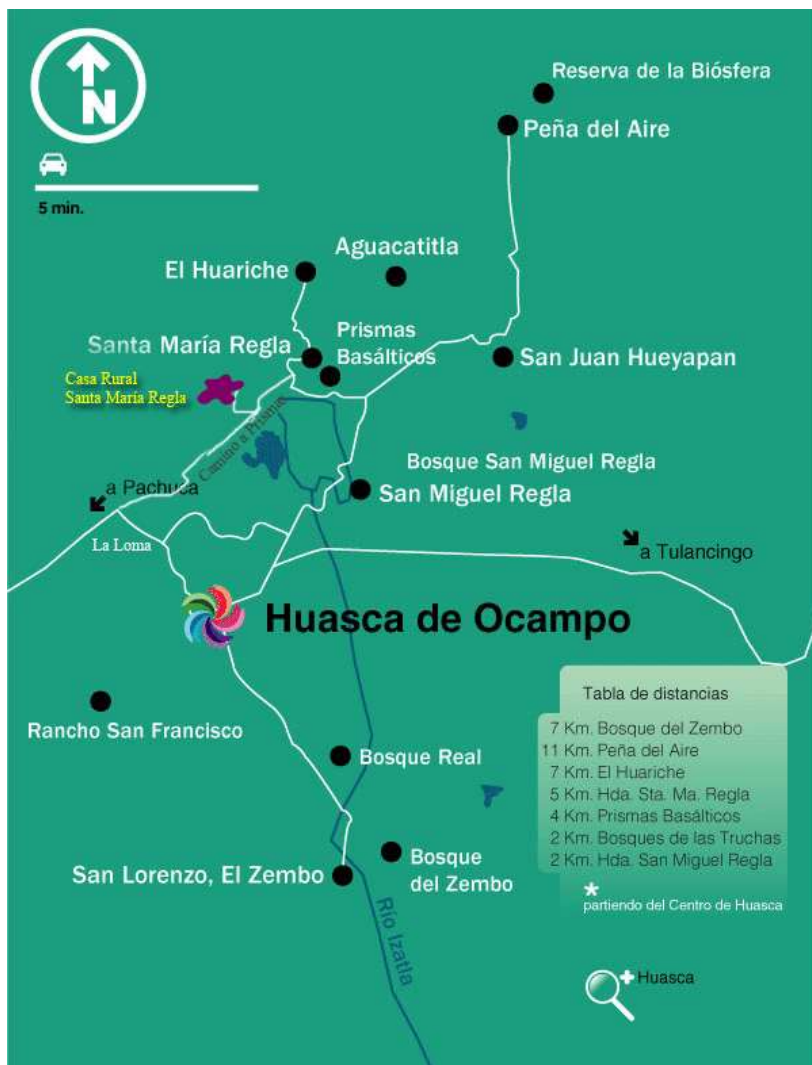 N
5 min.
Reserva de la Biósfera
Peña del Aire
Aguacatitla
El Huariche
Santa María Regla
Prismas
Basálticos
San Juan Hueyapan
Casa Rural
Santa María Regla
Camino a Prismas
Bosque San Miguel Regla
San Miguel Regla
a Pachuca
La Loma
a Tulancingo
Huasca de Ocampo
Rancho San Francisco
Bosque Real
San Lorenzo, El Zembo
Bosque
del Zembo
Río Izatla
Tabla de distancias
7 Km. Bosque del Zembo
11 Km. Peña del Aire
7 Km. El Huariche
5 Km. Hda. Sta. Ma. Regla
4 Km. Prismas Basálticos
2 Km. Bosques de las Truchas
2 Km. Hda. San Miguel Regla
*
partiendo del Centro de Huasca
+ Huasca